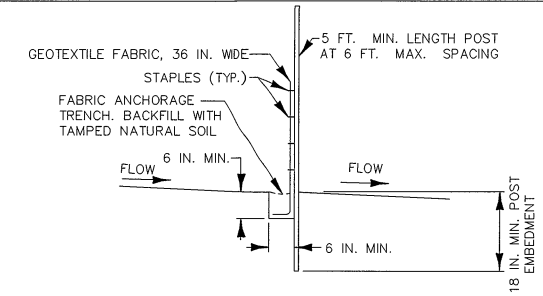 5 FT. MIN. LENGTH POST
AT 6 FT. MAX. SPACING
GEOTEXTILE FABRIC, 36 IN. WIDE
STAPLES (TYP.)
FABRIC ANCHORAGE
TRENCH. BACKFILL WITH
TAMPED NATURAL SOIL
6 IN. MIN.
FLOW
FLOW
6 IN. MIN.
18 IN. MIN. POST
EMBEDMENT